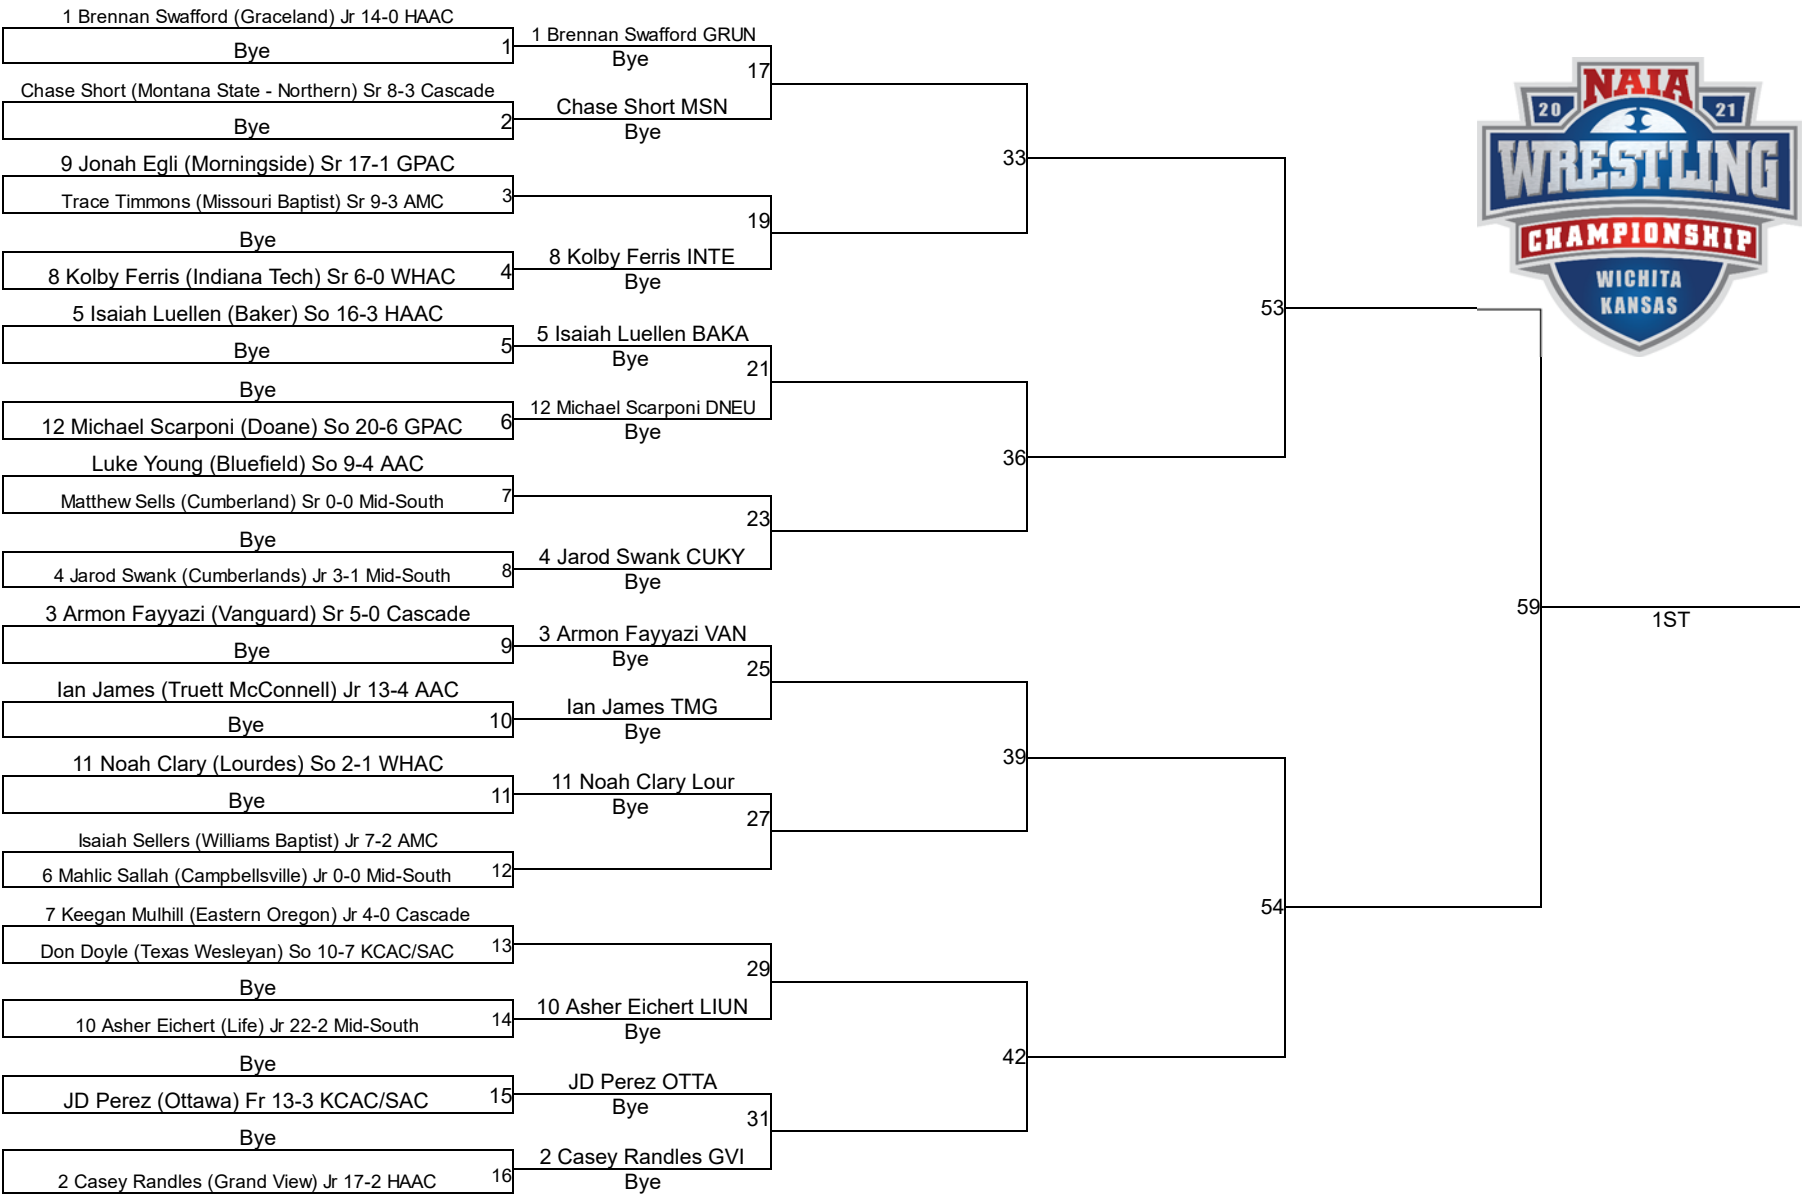 1 Brennan Swafford (Graceland) Jr 14-0 HAAC
Bye
1
Chase Short (Montana State - Northern) Sr 8-3 Cascade
Bye
2
9 Jonah Egli (Morningside) Sr 17-1 GPAC
Trace Timmons (Missouri Baptist) Sr 9-3 AMC
3
Bye
8 Kolby Ferris (Indiana Tech) Sr 6-0 WHAC
4
5 Isaiah Luellen (Baker) So 16-3 HAAC
Bye
5
Bye
12 Michael Scarponi (Doane) So 20-6 GPAC
6
Luke Young (Bluefield) So 9-4 AAC
Matthew Sells (Cumberland) Sr 0-0 Mid-South
7
Bye
4 Jarod Swank (Cumberlands) Jr 3-1 Mid-South
8
3 Armon Fayyazi (Vanguard) Sr 5-0 Cascade
Bye
9
Ian James (Truett McConnell) Jr 13-4 AAC
Bye
10
11 Noah Clary (Lourdes) So 2-1 WHAC
Bye
11
Isaiah Sellers (Williams Baptist) Jr 7-2 AMC
6 Mahlic Sallah (Campbellsville) Jr 0-0 Mid-South
12
7 Keegan Mulhill (Eastern Oregon) Jr 4-0 Cascade
Don Doyle (Texas Wesleyan) So 10-7 KCAC/SAC
13
Bye
10 Asher Eichert (Life) Jr 22-2 Mid-South
14
Bye
JD Perez (Ottawa) Fr 13-3 KCAC/SAC
15
Bye
2 Casey Randles (Grand View) Jr 17-2 HAAC
16
1 Brennan Swafford GRUN
Bye
17
Chase Short MSN
Bye
19
8 Kolby Ferris INTE
Bye
5 Isaiah Luellen BAKA
Bye
21
12 Michael Scarponi DNEU
Bye
23
4 Jarod Swank CUKY
Bye
3 Armon Fayyazi VAN
Bye
25
Ian James TMG
Bye
11 Noah Clary Lour
Bye
27
29
10 Asher Eichert LIUN
Bye
JD Perez OTTA
Bye
31
2 Casey Randles GVI
Bye
33
36
39
42
53
54
59
1ST
NAIA
20 21
WRESTLING
CHAMPIONSHIP
WICHITA
KANSAS